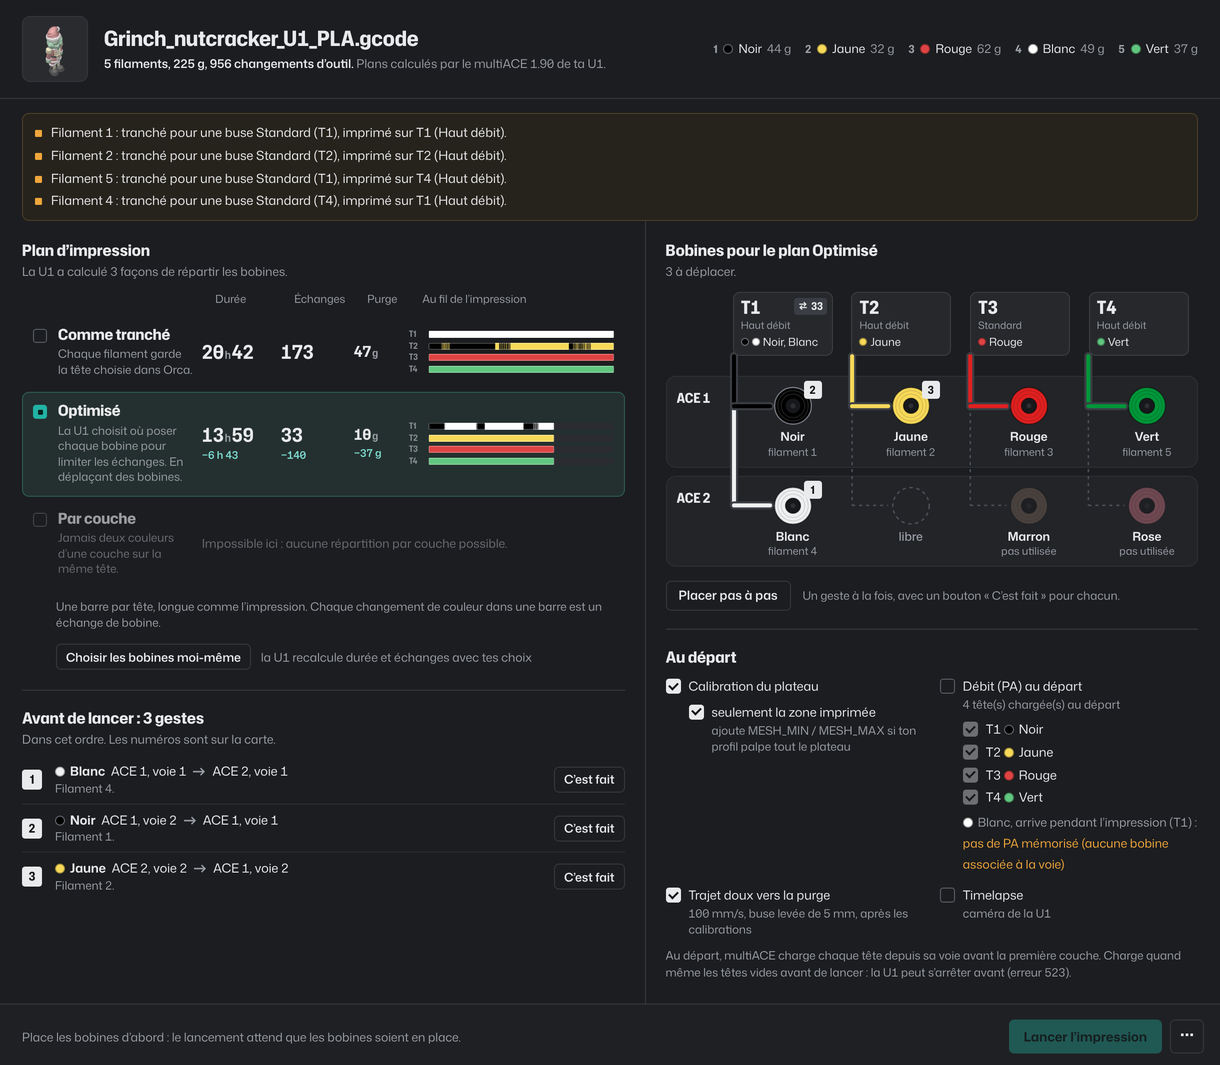 Grinch_nutcracker_U1_PLA.gcode
5 filaments, 225 g, 956 changements d'outil. Plans calculés par le multiACE 1.90 de ta U1.
1 Noir 44 g 2 Jaune 32 g 3 Rouge 62 g 4 Blanc 49 g 5 Vert 37 g
Filament 1 : tranché pour une buse Standard (T1), imprimé sur T1 (Haut débit).
Filament 2 : tranché pour une buse Standard (T2), imprimé sur T2 (Haut débit).
Filament 5 : tranché pour une buse Standard (T1), imprimé sur T4 (Haut débit).
Filament 4 : tranché pour une buse Standard (T4), imprimé sur T1 (Haut débit).
Plan d'impression
La U1 a calculé 3 façons de répartir les bobines.
Durée Échanges Purge Au fil de l'impression
Comme tranché
Chaque filament garde
la tête choisie dans Orca.
20h42 173 47g
T1
T2
T3
T4
Optimisé
La U1 choisit où poser
chaque bobine pour
limiter les échanges. En
déplaçant des bobines.
13h59 33 10g
−6 h 43 −140 −37 g
T1
T2
T3
T4
Par couche
Jamais deux couleurs
d'une couche sur la
même tête.
Impossible ici : aucune répartition par couche possible.
Une barre par tête, longue comme l'impression. Chaque changement de couleur dans une barre est un
échange de bobine.
Choisir les bobines moi-même la U1 recalcule durée et échanges avec tes choix
Avant de lancer : 3 gestes
Dans cet ordre. Les numéros sont sur la carte.
1 Blanc ACE 1, voie 1 → ACE 2, voie 1
Filament 4.
C'est fait
2 Noir ACE 1, voie 2 → ACE 1, voie 1
Filament 1.
C'est fait
3 Jaune ACE 2, voie 2 → ACE 1, voie 2
Filament 2.
C'est fait
Bobines pour le plan Optimisé
3 à déplacer.
T1 ⇄ 33
Haut débit
Noir, Blanc
T2
Haut débit
Jaune
T3
Standard
Rouge
T4
Haut débit
Vert
ACE 1
2 3
Noir Jaune Rouge Vert
filament 1 filament 2 filament 3 filament 5
ACE 2
1
Blanc libre Marron Rose
filament 4 pas utilisée pas utilisée
Placer pas à pas Un geste à la fois, avec un bouton « C'est fait » pour chacun.
Au départ
Calibration du plateau
seulement la zone imprimée
ajoute MESH_MIN / MESH_MAX si ton
profil palpe tout le plateau
Débit (PA) au départ
4 tête(s) chargée(s) au départ
T1 Noir
T2 Jaune
T3 Rouge
T4 Vert
Blanc, arrive pendant l'impression (T1) :
pas de PA mémorisé (aucune bobine
associée à la voie)
Trajet doux vers la purge
100 mm/s, buse levée de 5 mm, après les
calibrations
Timelapse
caméra de la U1
Au départ, multiACE charge chaque tête depuis sa voie avant la première couche. Charge quand
même les têtes vides avant de lancer : la U1 peut s'arrêter avant (erreur 523).
Place les bobines d'abord : le lancement attend que les bobines soient en place.
Lancer l'impression
...